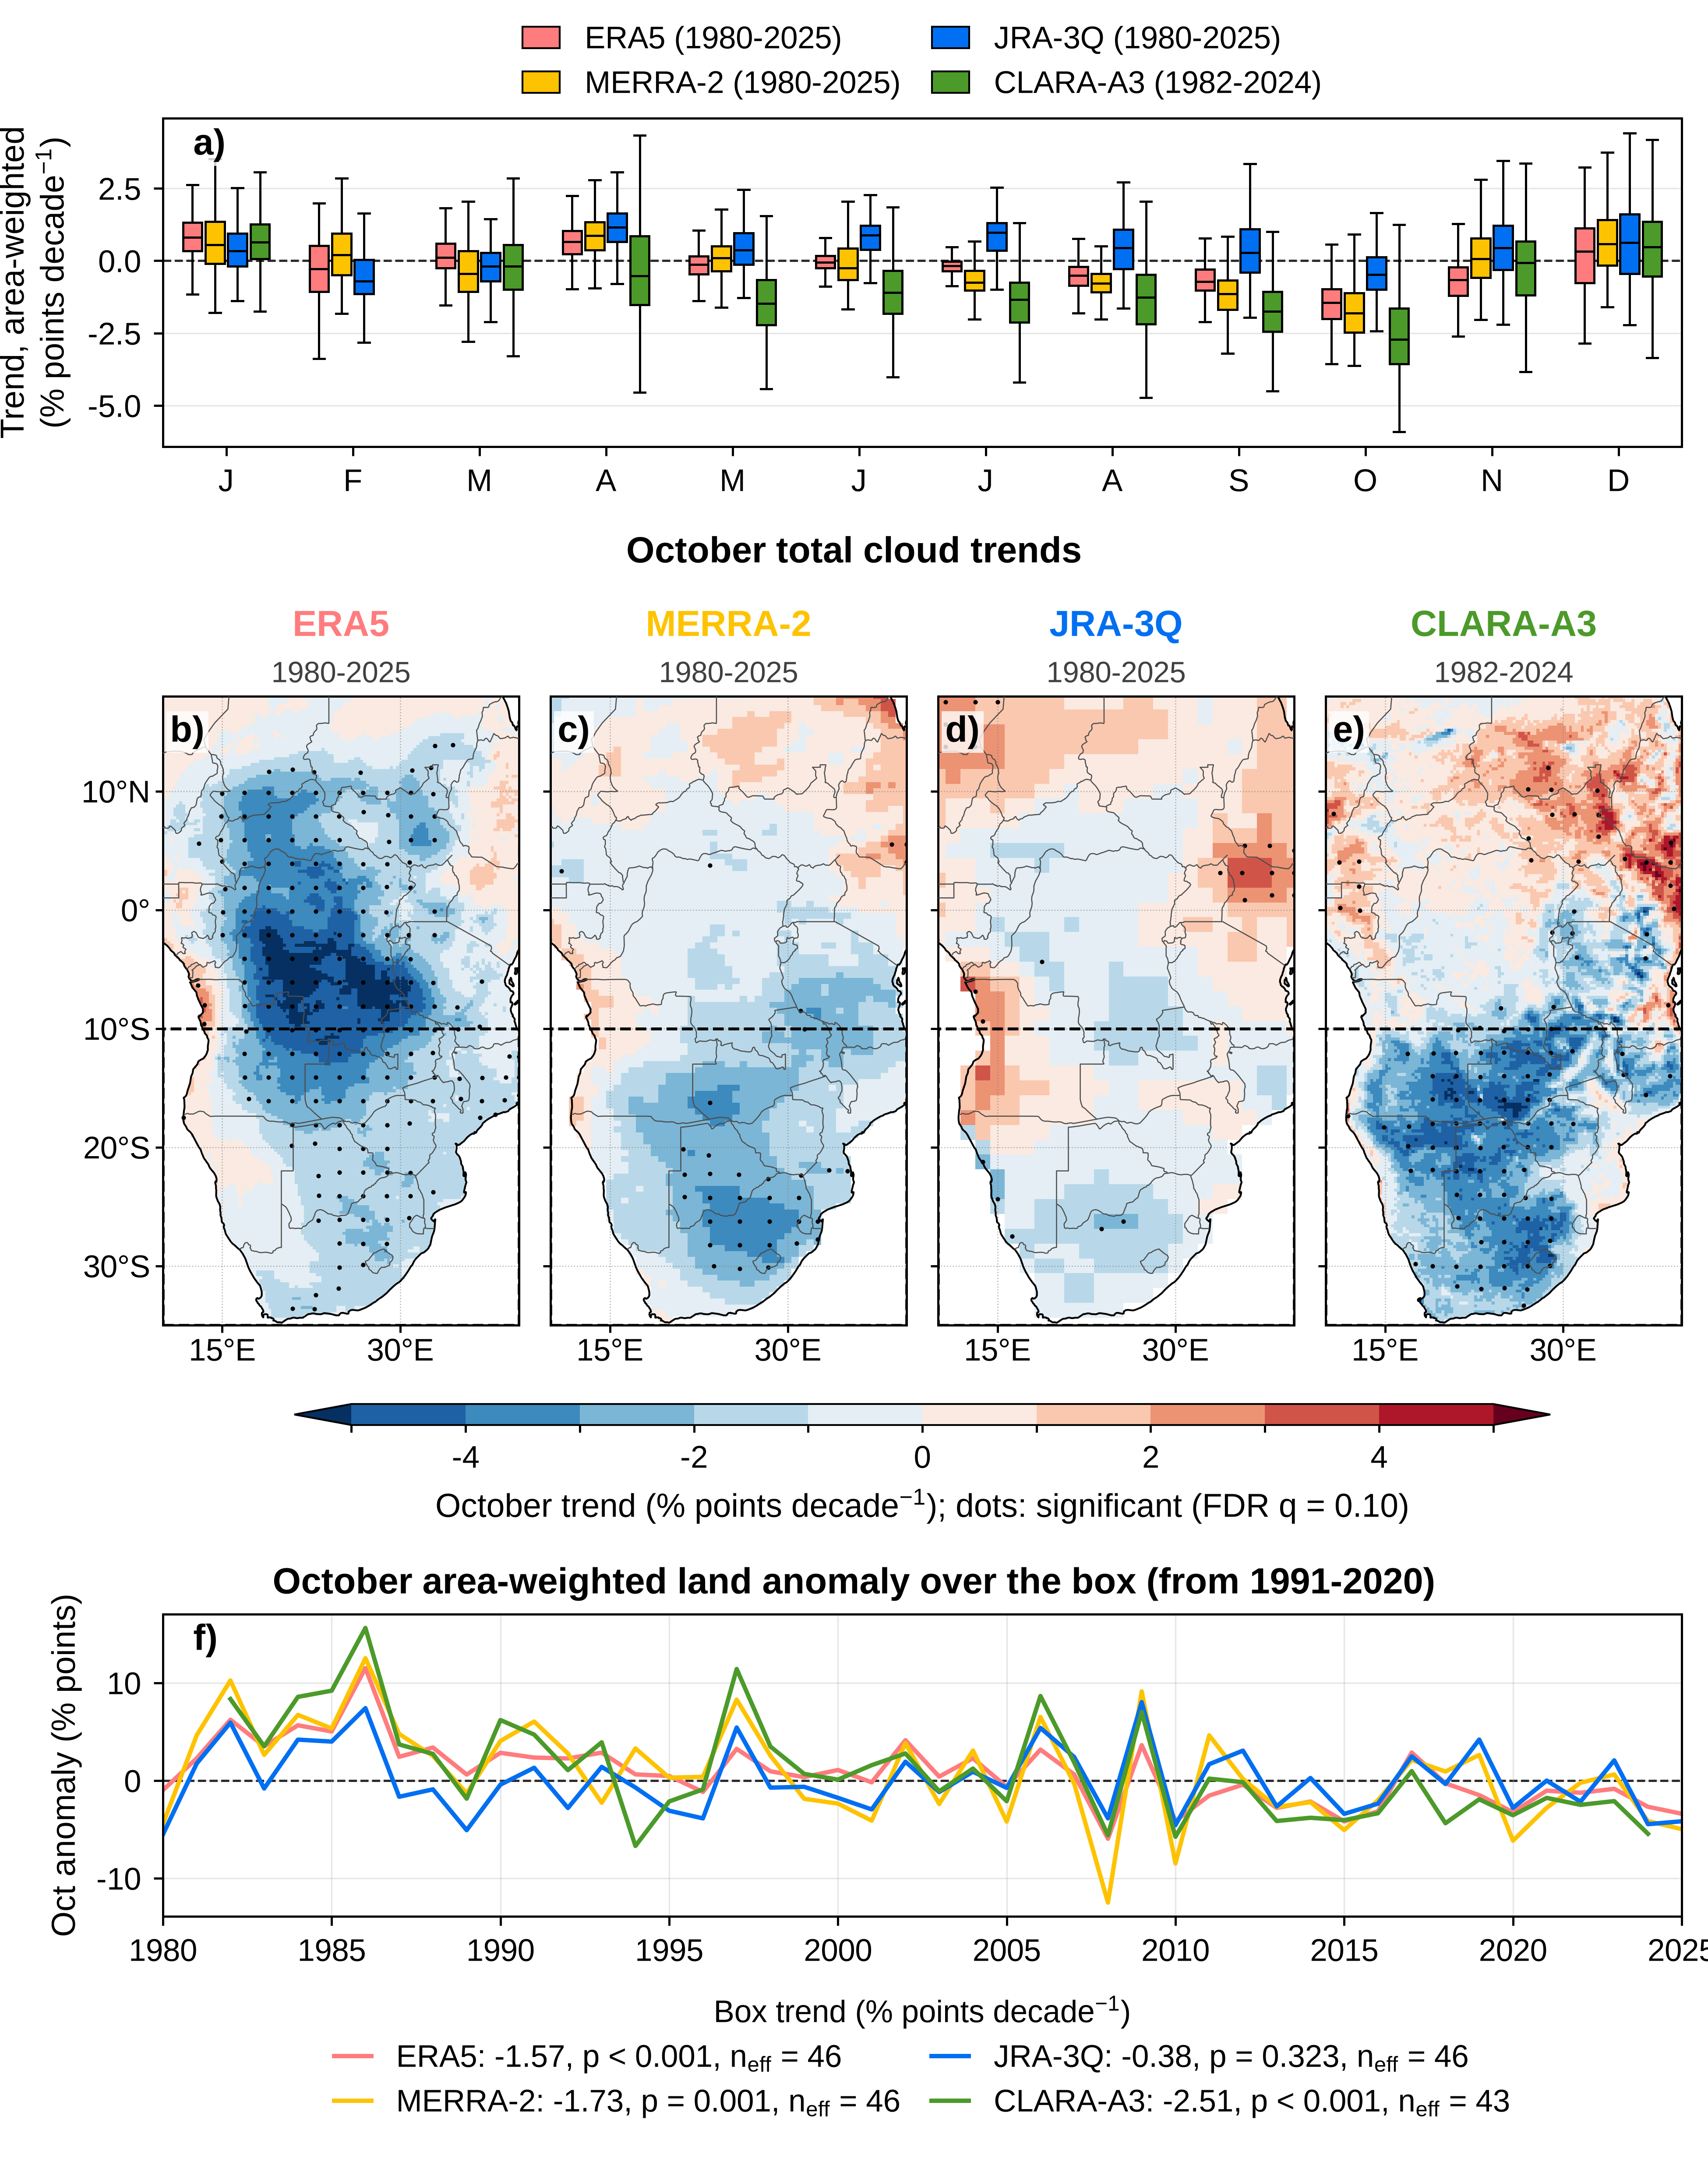 ERA5 (1980-2025)
JRA-3Q (1980-2025)
MERRA-2 (1980-2025)
CLARA-A3 (1982-2024)
a)
Trend, area-weighted
(% points decade⁻¹)
2.5
0.0
-2.5
-5.0
J F M A M J J A S O N D
October total cloud trends
ERA5 MERRA-2 JRA-3Q CLARA-A3
1980-2025 1980-2025 1980-2025 1982-2024
b) c) d) e)
10°N
0°
10°S
20°S
30°S
15°E 30°E 15°E 30°E 15°E 30°E 15°E 30°E
-4 -2 0 2 4
October trend (% points decade⁻¹); dots: significant (FDR q = 0.10)
October area-weighted land anomaly over the box (from 1991-2020)
f)
Oct anomaly (% points)
10
0
-10
1980 1985 1990 1995 2000 2005 2010 2015 2020 2025
Box trend (% points decade⁻¹)
ERA5: -1.57, p < 0.001, neff = 46
JRA-3Q: -0.38, p = 0.323, neff = 46
MERRA-2: -1.73, p = 0.001, neff = 46
CLARA-A3: -2.51, p < 0.001, neff = 43